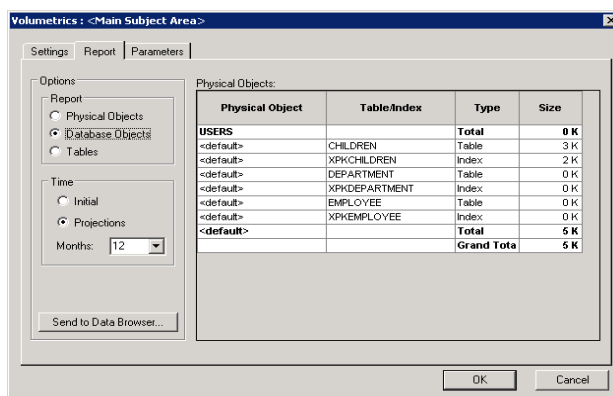 Volumetrics : <Main Subject Area>
Settings Report Parameters
Options
Report
Physical Objects
Database Objects
Tables
Time
Initial
Projections
Months: 12
Send to Data Browser...
Physical Objects:
Physical Object Table/Index Type Size
USERS Total 0 K
<default> CHILDREN Table 3 K
<default> XPKCHILDREN Index 2 K
<default> DEPARTMENT Table 0 K
<default> XPKDEPARTMENT Index 0 K
<default> EMPLOYEE Table 0 K
<default> XPKEMPLOYEE Index 0 K
<default> Total 5 K
Grand Tota 5 K
OK Cancel